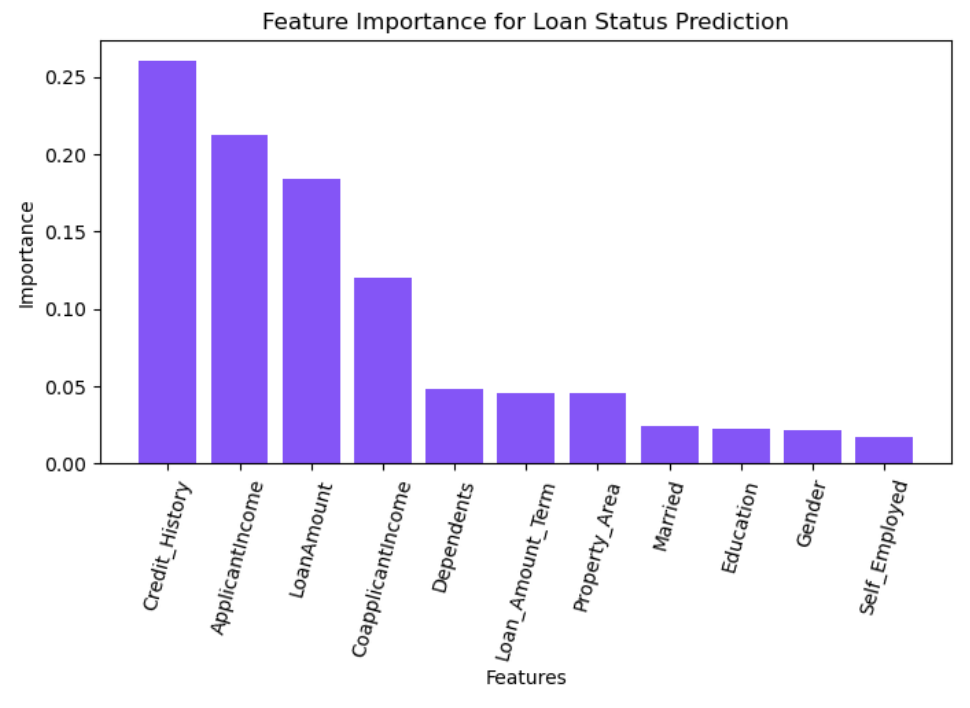 Feature Importance for Loan Status Prediction
Importance
0.25
0.20
0.15
0.10
0.05
0.00
Credit_History
ApplicantIncome
LoanAmount
CoapplicantIncome
Dependents
Loan_Amount_Term
Property_Area
Married
Education
Gender
Self_Employed
Features